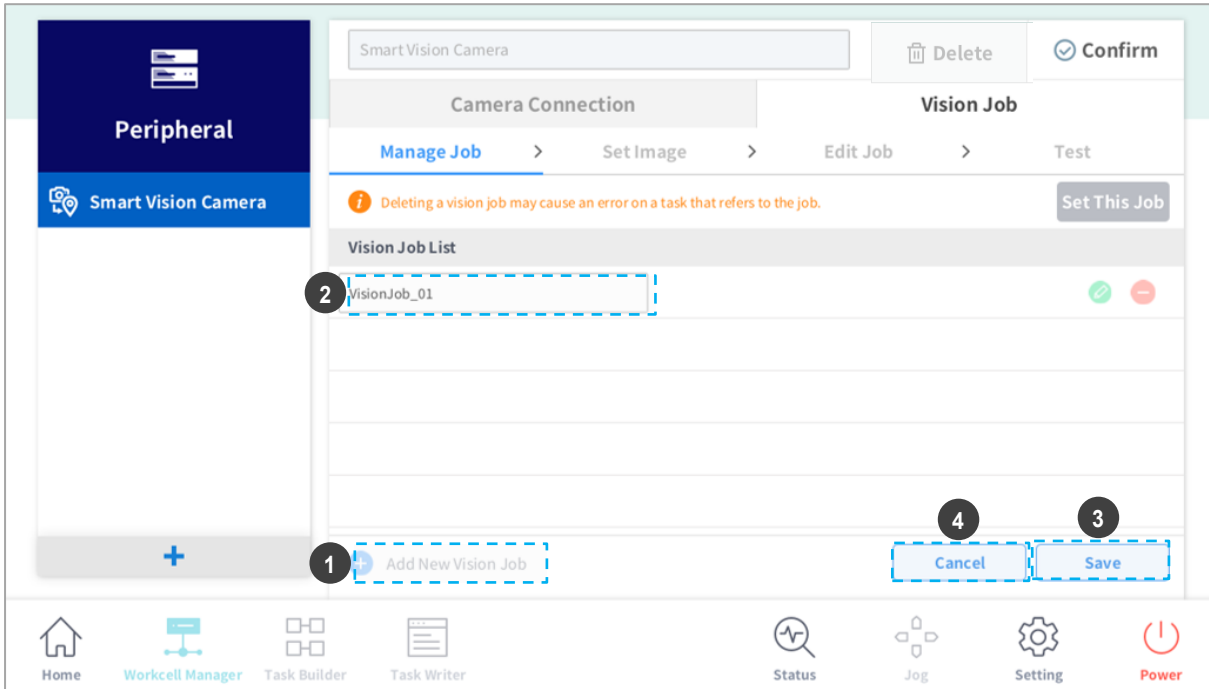 Peripheral
Smart Vision Camera
Smart Vision Camera
Delete
Confirm
Camera Connection
Vision Job
Manage Job > Set Image > Edit Job > Test
Deleting a vision job may cause an error on a task that refers to the job.
Set This Job
Vision Job List
2
VisionJob_01
4
3
1
Add New Vision Job
Cancel
Save
Home
Workcell Manager
Task Builder
Task Writer
Status
Jog
Setting
Power